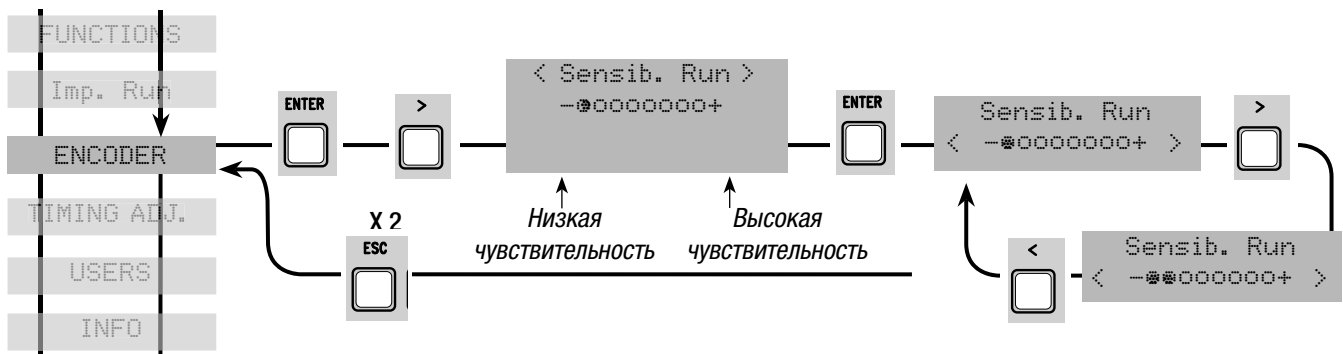 FUNCTIONS
Imp. Run
ENCODER
TIMING ADJ.
USERS
INFO
ENTER
>
< Sensib. Run >
-●OOOOOOO+
Низкая
чувствительность
Высокая
чувствительность
ENTER
Sensib. Run
< -●OOOOOOO+ >
>
Sensib. Run
< -●●OOOOOO+ >
<
X 2
ESC